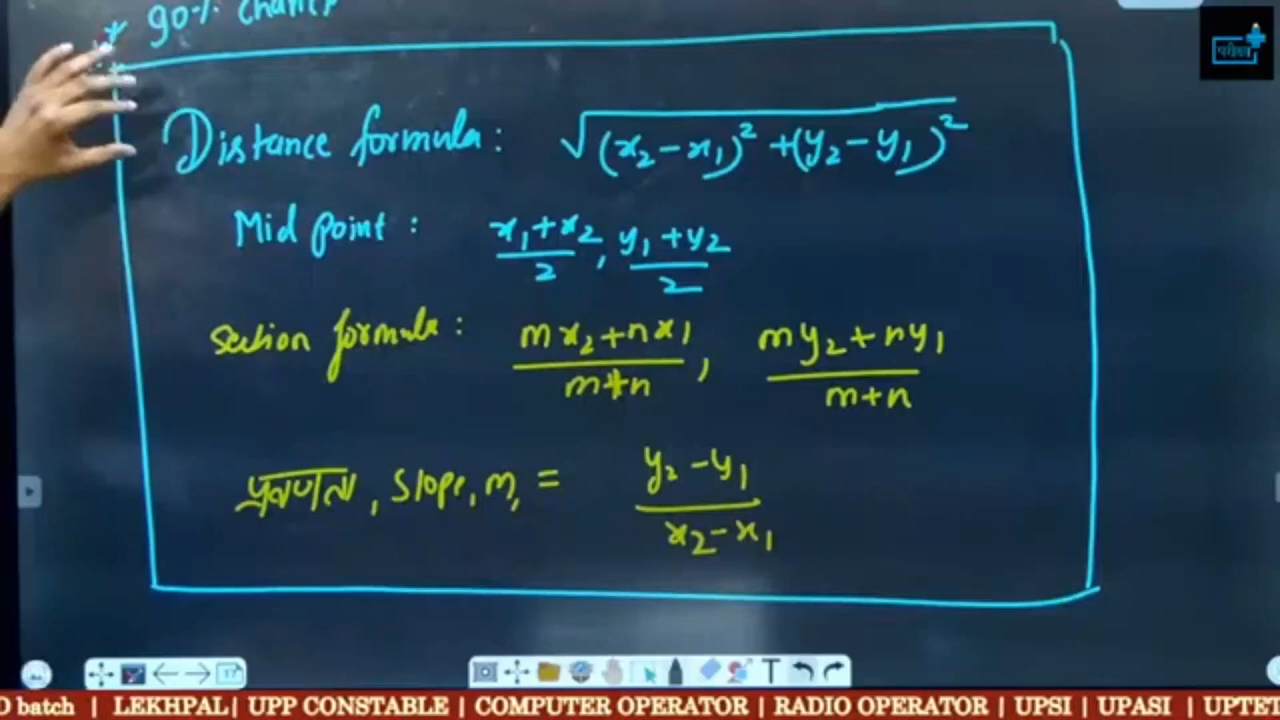 * 90% chance
परीक्षा
Distance formula: √(x₂-x₁)² +(y₂-y₁)²
Mid point: x₁+x₂/2, y₁+y₂/2
Section formula: mx₂+nx₁/m+n, my₂+ny₁/m+n
प्रवणता, slope, m, = y₂-y₁/x₂-x₁
17
T
D batch | LEKHPAL| UPP CONSTABLE | COMPUTER OPERATOR | RADIO OPERATOR | UPSI | UPASI | UPTET